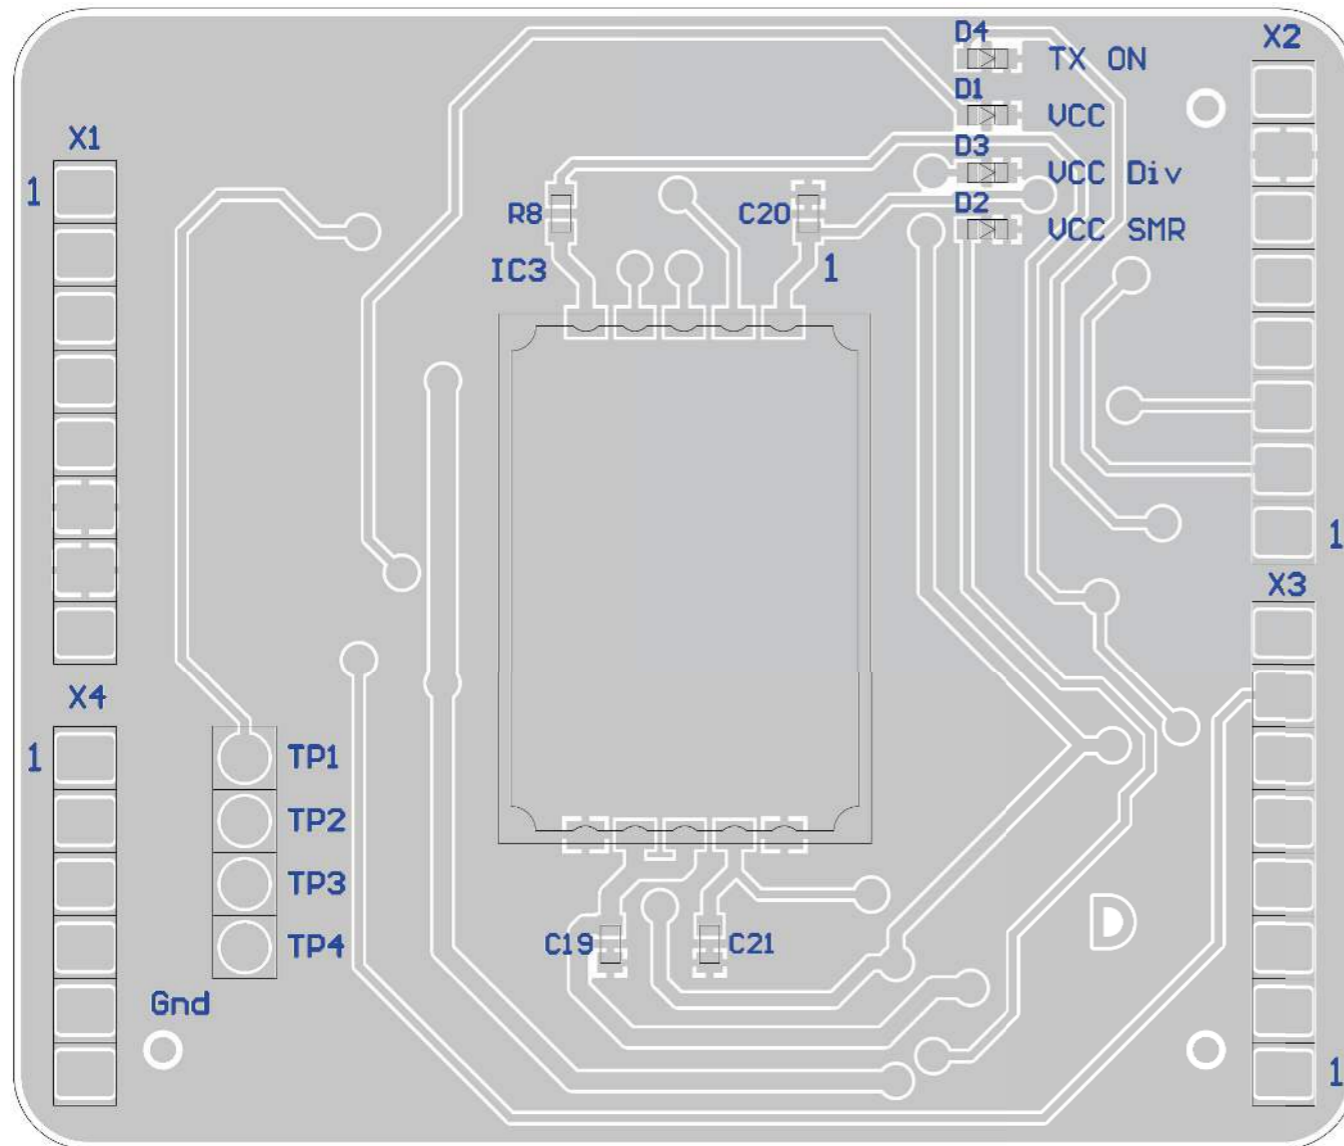 D4
TX ON
X2
D1
VCC
X1
D3
VCC Div
1
R8
C20
D2
VCC SMR
IC3
1
1
X3
X4
1
TP1
TP2
TP3
D
C19
C21
TP4
Gnd
1